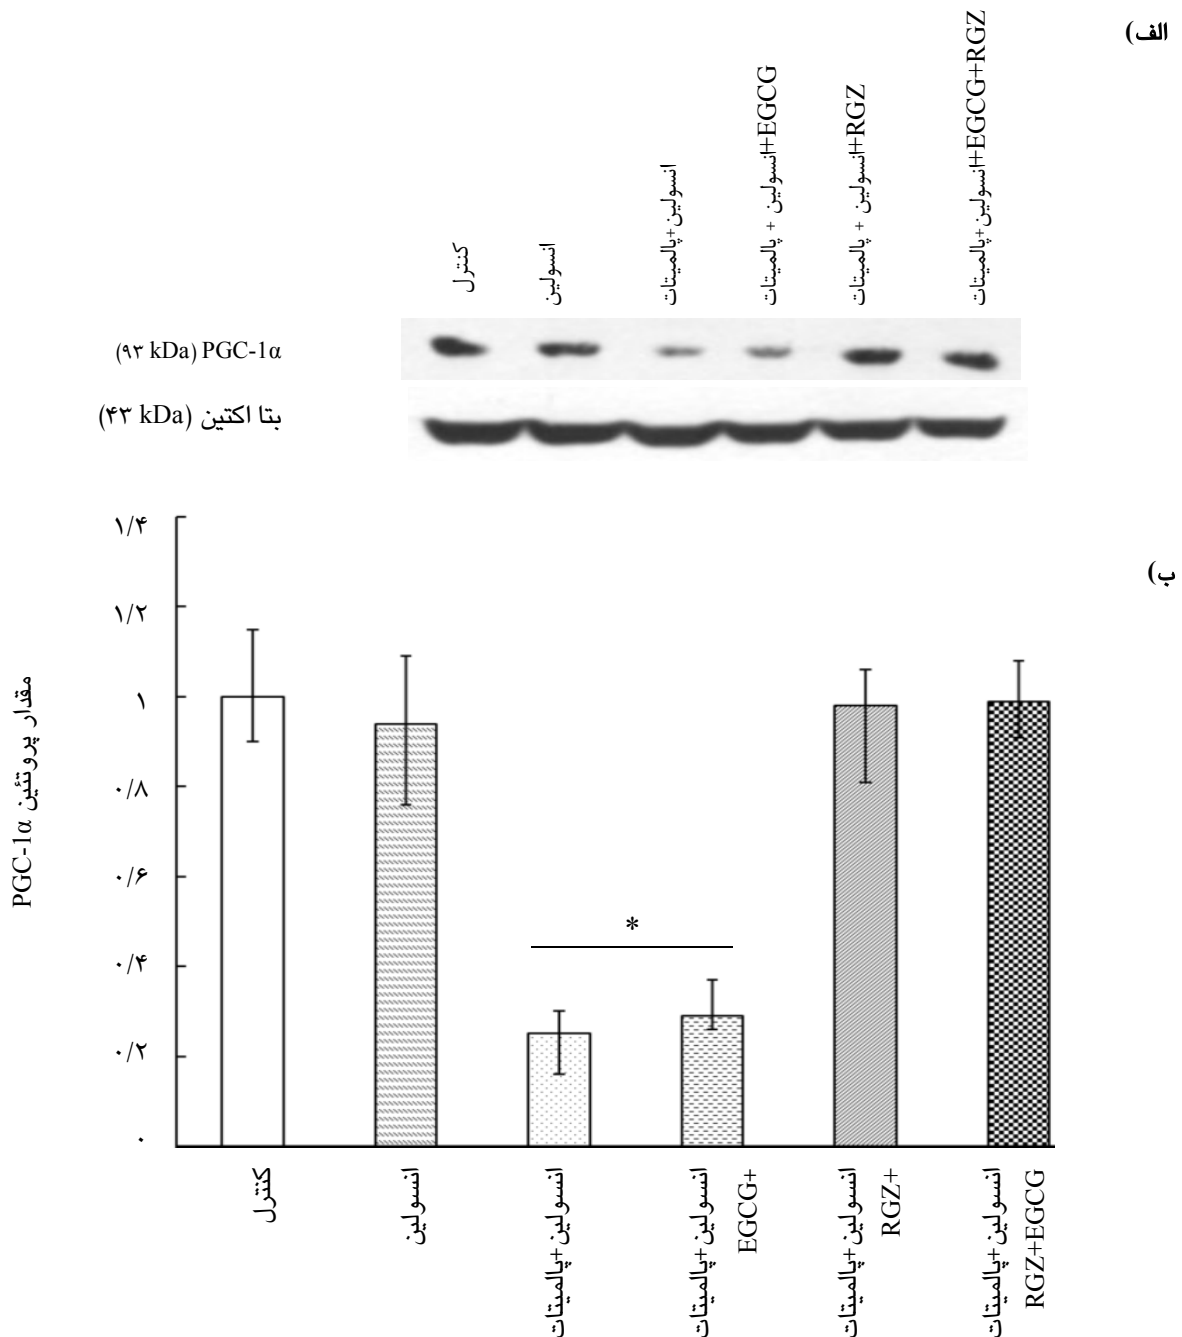 الف)
کنترل
انسولین
انسولین+پالمیتات
انسولین + پالمیتات+EGCG
انسولین + پالمیتات+RGZ
انسولین+پالمیتات+EGCG+RGZ
(۹۳ kDa) PGC-1α
بتا اکتین (۴۳ kDa)
ب)
مقدار پروتئین PGC-1α
۱/۴
۱/۲
۱
۰/۸
۰/۶
۰/۴
۰/۲
۰
*
کنترل
انسولین
انسولین+پالمیتات
انسولین+پالمیتات
EGCG+
انسولین+پالمیتات
RGZ+
انسولین+پالمیتات
RGZ+EGCG